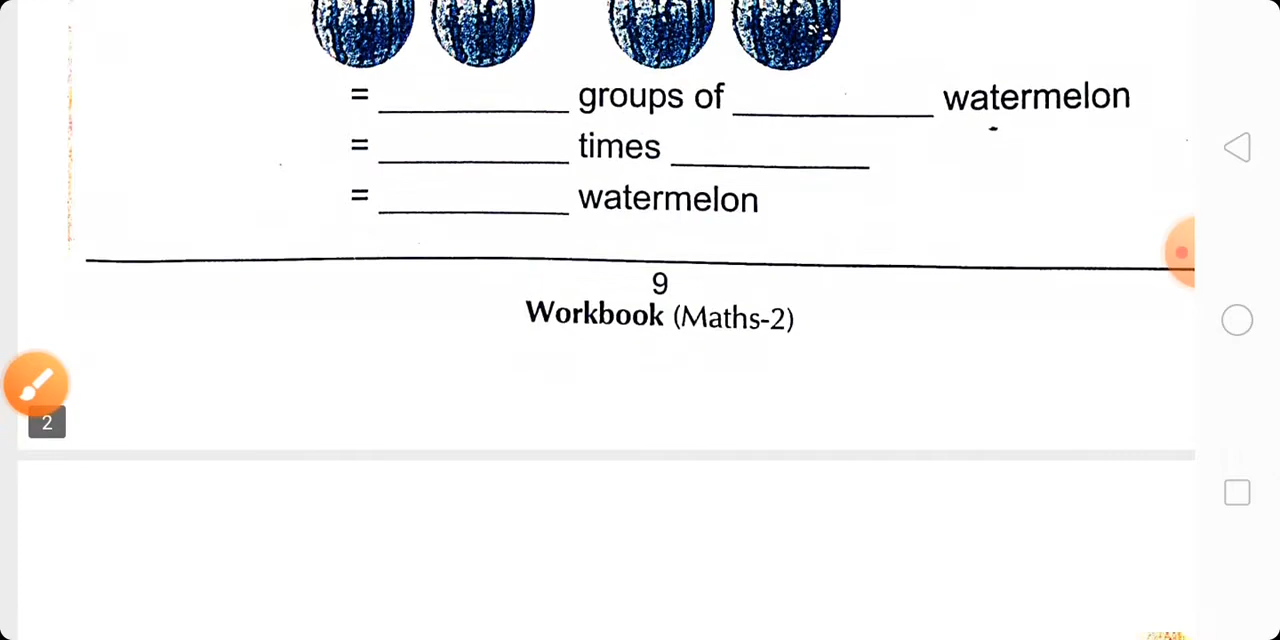 = __________ groups of __________ watermelon
= __________ times __________
= __________ watermelon
9
Workbook (Maths-2)
2